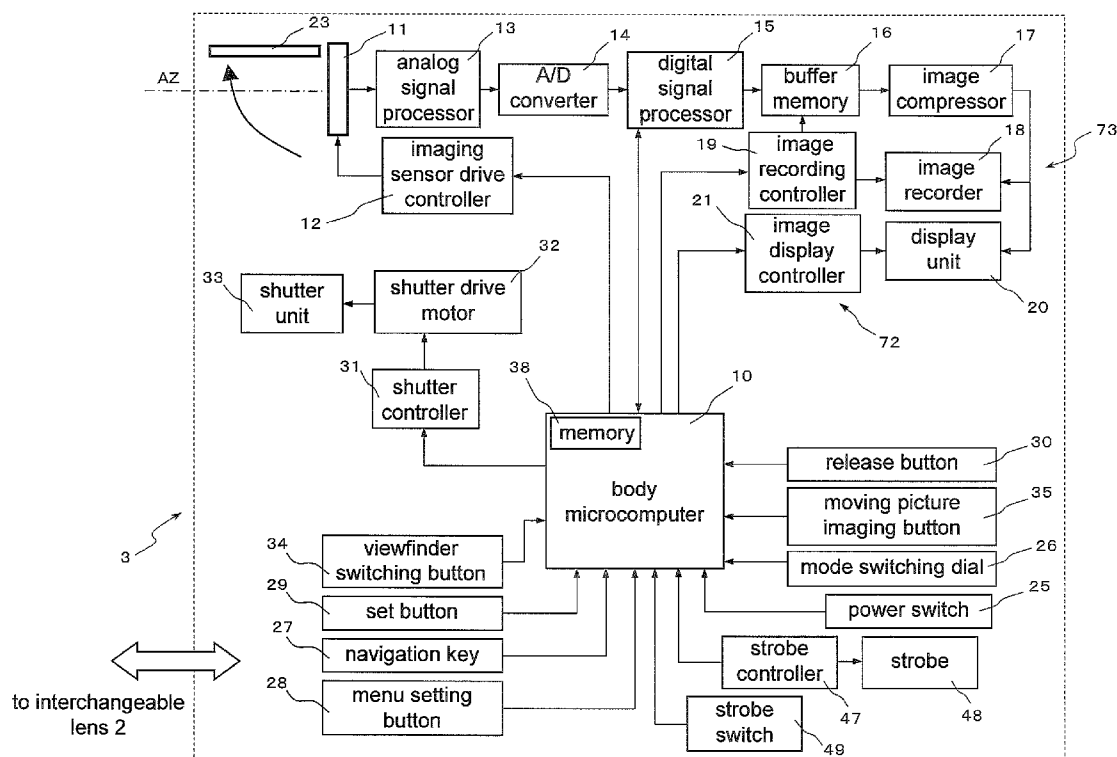 23
11
13
14
15
16
17
AZ
analog
signal
processor
A/D
converter
digital
signal
processor
buffer
memory
image
compressor
73
imaging
sensor drive
controller
12
19
image
recording
controller
18
image
recorder
21
image
display
controller
display
unit
20
72
33
shutter
unit
32
shutter drive
motor
31
shutter
controller
38
memory
10
body
microcomputer
release button
30
moving picture
imaging button
35
mode switching dial
26
power switch
25
3
34
viewfinder
switching button
29
set button
27
navigation key
28
menu setting
button
strobe
controller
47
strobe
48
strobe
switch
49
to interchangeable
lens 2